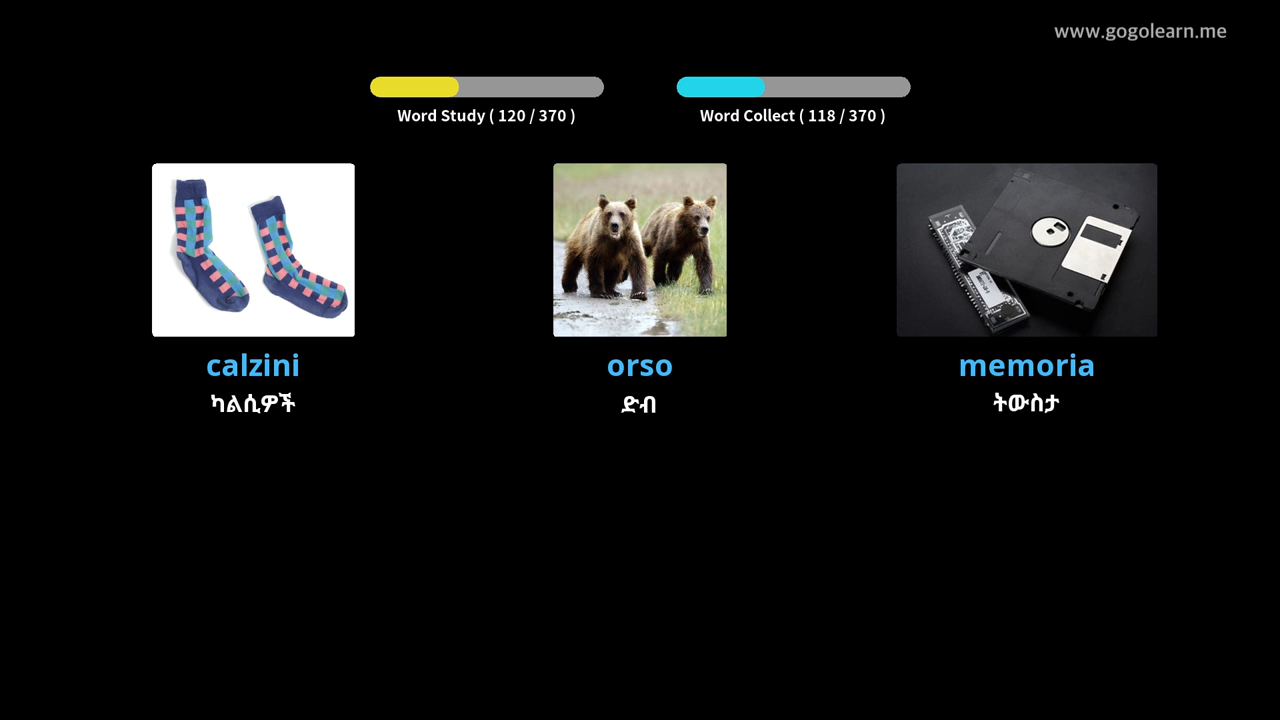 www.gogolearn.me
Word Study ( 120 / 370 )
Word Collect ( 118 / 370 )
calzini
ካልሲዎች
orso
ድብ
memoria
ትውስታ